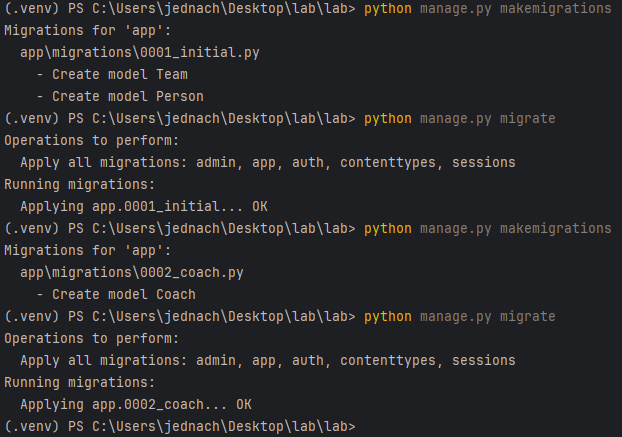 (.venv) PS C:\Users\jednach\Desktop\lab\lab> python manage.py makemigrations
Migrations for 'app':
  app\migrations\0001_initial.py
    - Create model Team
    - Create model Person
(.venv) PS C:\Users\jednach\Desktop\lab\lab> python manage.py migrate
Operations to perform:
  Apply all migrations: admin, app, auth, contenttypes, sessions
Running migrations:
  Applying app.0001_initial... OK
(.venv) PS C:\Users\jednach\Desktop\lab\lab> python manage.py makemigrations
Migrations for 'app':
  app\migrations\0002_coach.py
    - Create model Coach
(.venv) PS C:\Users\jednach\Desktop\lab\lab> python manage.py migrate
Operations to perform:
  Apply all migrations: admin, app, auth, contenttypes, sessions
Running migrations:
  Applying app.0002_coach... OK
(.venv) PS C:\Users\jednach\Desktop\lab\lab>